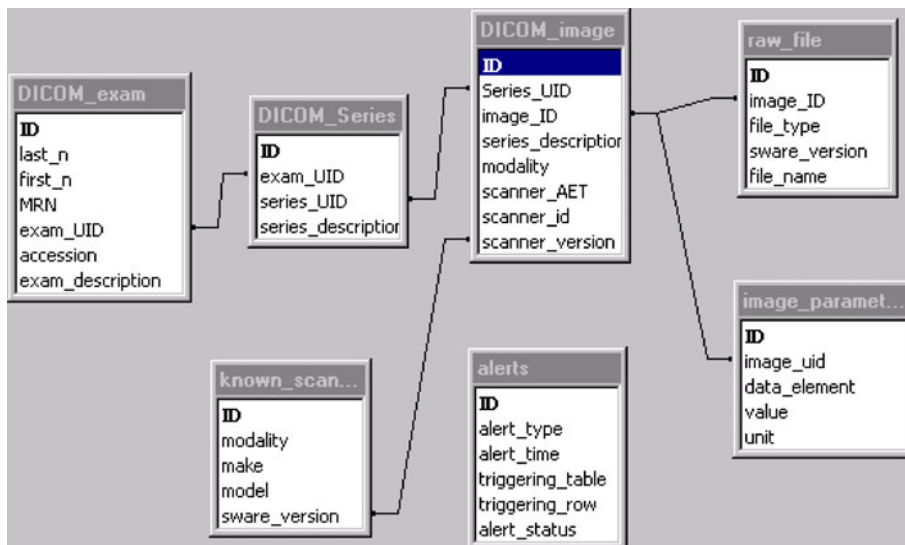 DICOM_exam
ID
last_n
first_n
MRN
exam_UID
accession
exam_description
DICOM_Series
ID
exam_UID
series_UID
series_description
DICOM_image
ID
Series_UID
image_ID
series_description
modality
scanner_AET
scanner_id
scanner_version
raw_file
ID
image_ID
file_type
sware_version
file_name
known_scan...
ID
modality
make
model
sware_version
alerts
ID
alert_type
alert_time
triggering_table
triggering_row
alert_status
image_paramet...
ID
image_uid
data_element
value
unit